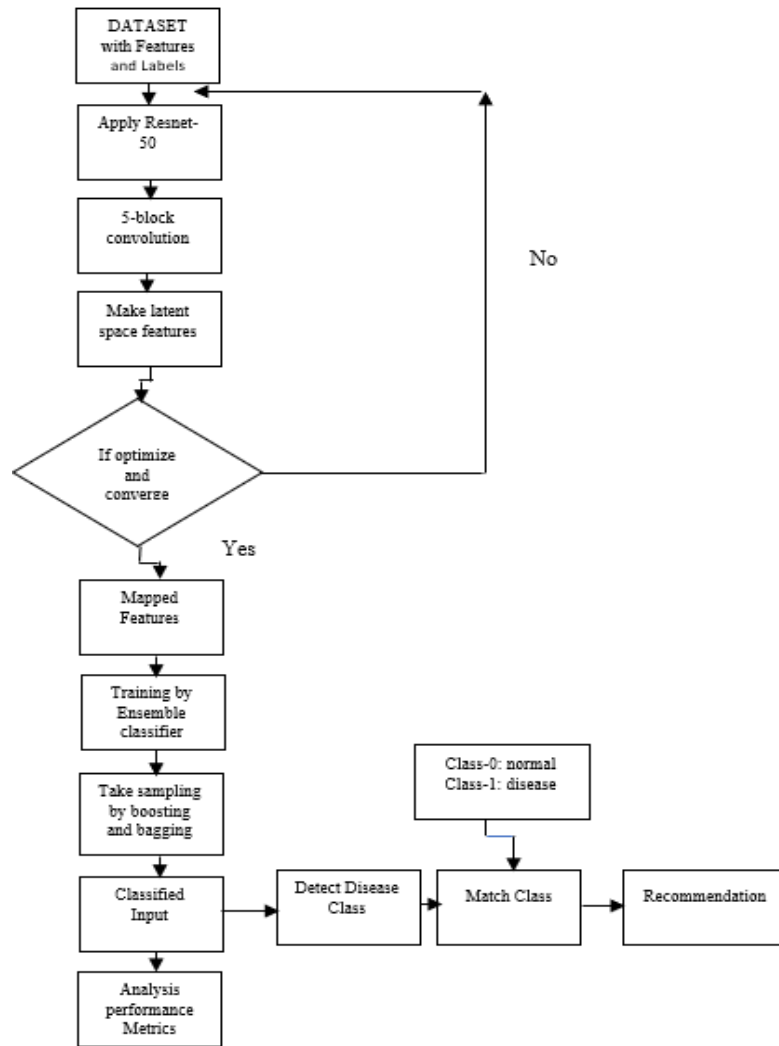 DATASET
with Features
and Labels
Apply Resnet-
50
5-block
convolution
No
Make latent
space features
If optimize
and
converge
Yes
Mapped
Features
Training by
Ensemble
classifier
Class-0: normal
Class-1: disease
Take sampling
by boosting
and bagging
Classified
Input
Detect Disease
Class
Match Class
Recommendation
Analysis
performance
Metrics